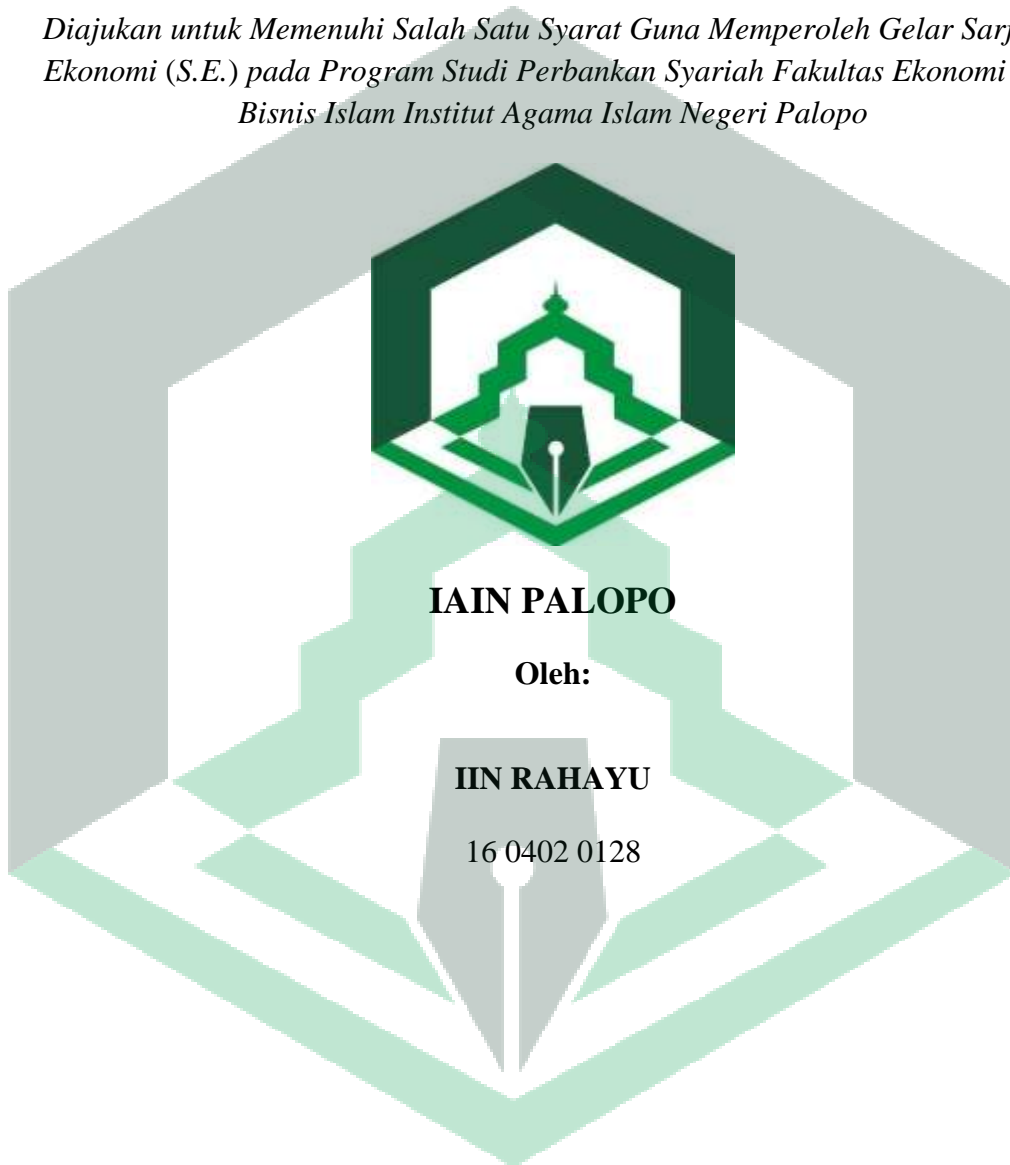 Diajukan untuk Memenuhi Salah Satu Syarat Guna Memperoleh Gelar Sarj
Ekonomi (S.E.) pada Program Studi Perbankan Syariah Fakultas Ekonomi
Bisnis Islam Institut Agama Islam Negeri Palopo
IAIN PALOPO
Oleh:
IIN RAHAYU
16 0402 0128